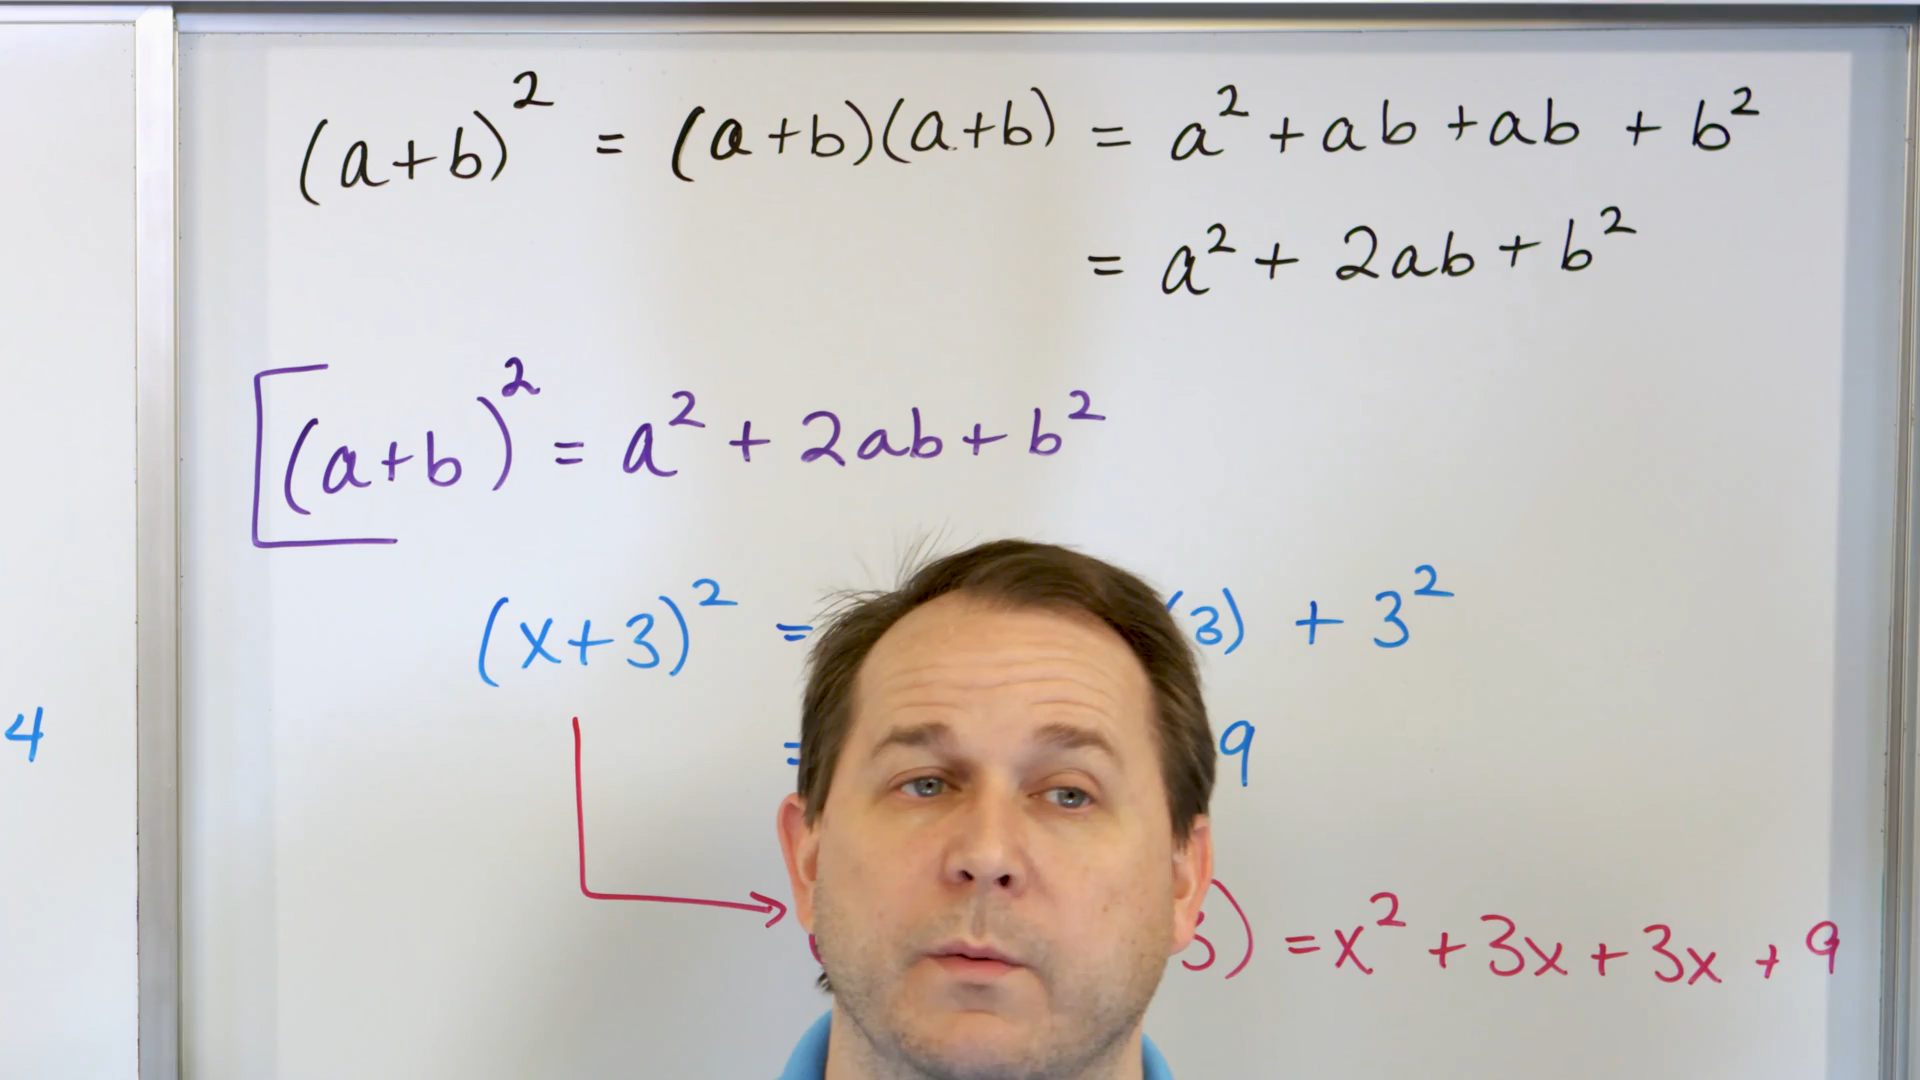 (a+b)² = (a+b)(a+b) = a² + ab + ab + b²
= a² + 2ab + b²
(a+b)² = a² + 2ab + b²
(x+3)² = (3) + 3²
4
= 9
3) = x² + 3x + 3x + 9